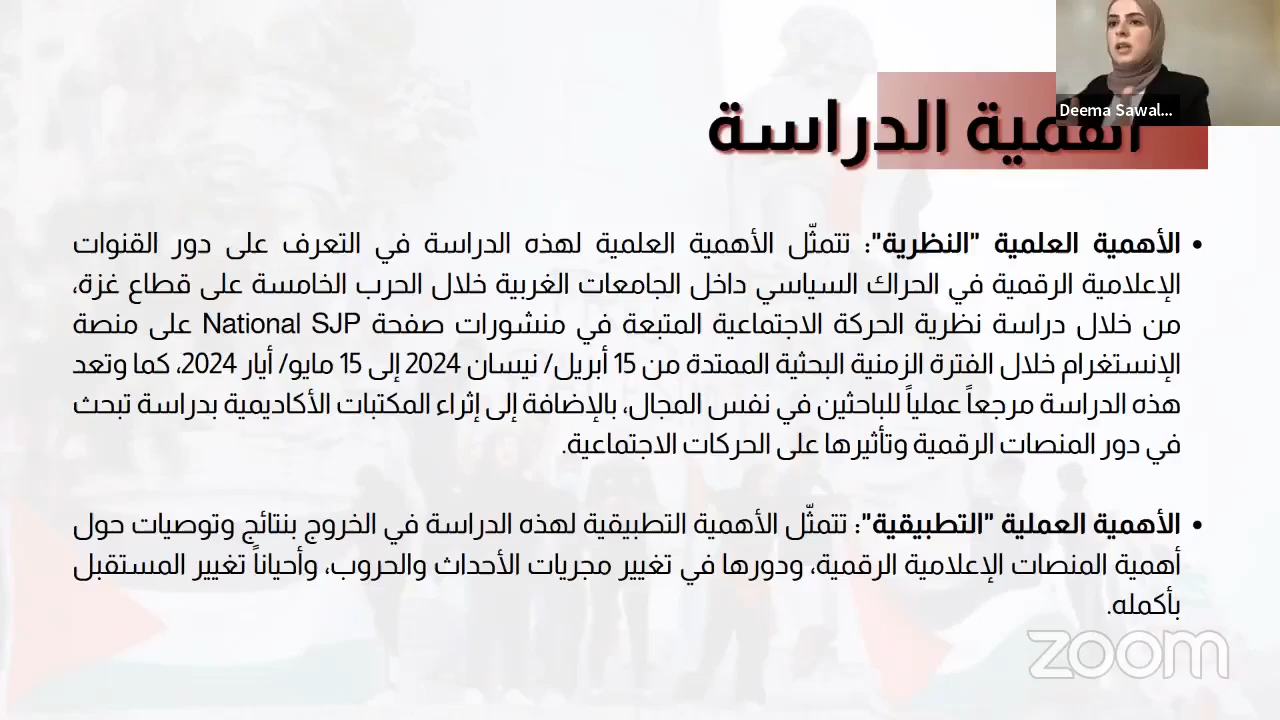 Deema Sawal...
أهمية الدراسة
• الأهمية العلمية "النظرية": تتمثّل الأهمية العلمية لهذه الدراسة في التعرف على دور القنوات
الإعلامية الرقمية في الحراك السياسي داخل الجامعات الغربية خلال الحرب الخامسة على قطاع غزة،
من خلال دراسة نظرية الحركة الاجتماعية المتبعة في منشورات صفحة National SJP على منصة
الإنستغرام خلال الفترة الزمنية البحثية الممتدة من 15 أبريل/ نيسان 2024 إلى 15 مايو/ أيار 2024، كما وتعد
هذه الدراسة مرجعاً عملياً للباحثين في نفس المجال، بالإضافة إلى إثراء المكتبات الأكاديمية بدراسة تبحث
في دور المنصات الرقمية وتأثيرها على الحركات الاجتماعية.
• الأهمية العملية "التطبيقية": تتمثّل الأهمية التطبيقية لهذه الدراسة في الخروج بنتائج وتوصيات حول
أهمية المنصات الإعلامية الرقمية، ودورها في تغيير مجريات الأحداث والحروب، وأحياناً تغيير المستقبل
بأكمله.
zoom